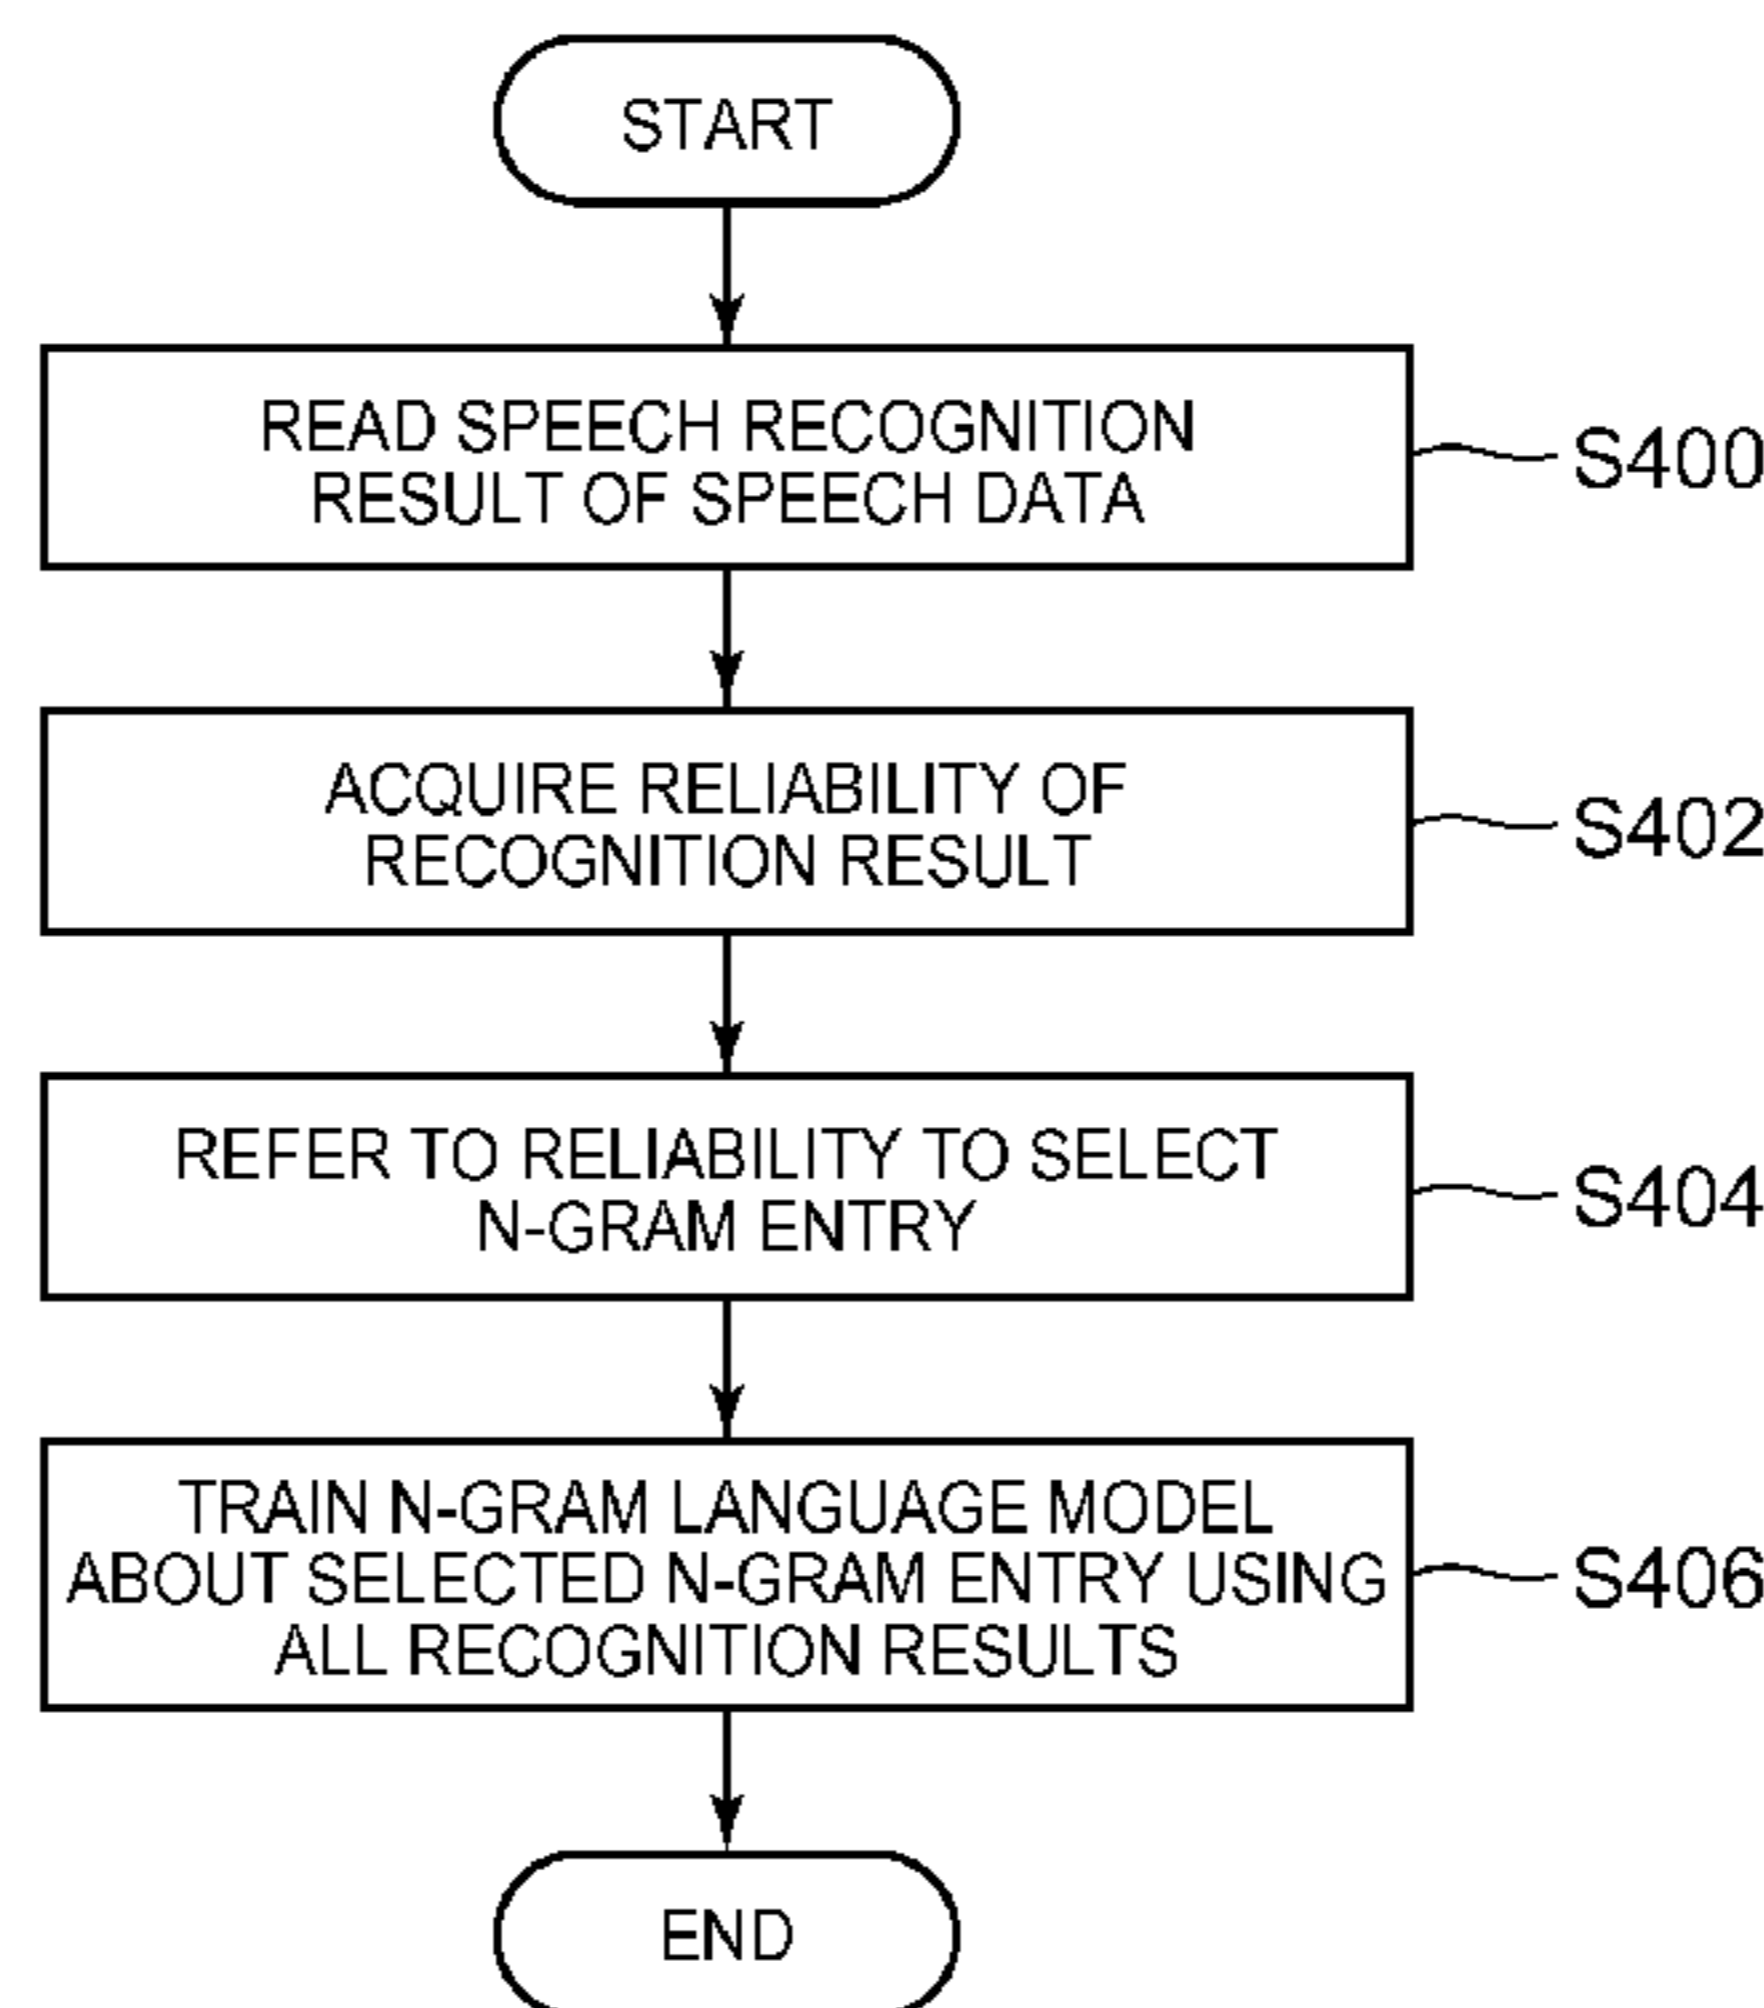 START
READ SPEECH RECOGNITION
RESULT OF SPEECH DATA
S400
ACQUIRE RELIABILITY OF
RECOGNITION RESULT
S402
REFER TO RELIABILITY TO SELECT
N-GRAM ENTRY
S404
TRAIN N-GRAM LANGUAGE MODEL
ABOUT SELECTED N-GRAM ENTRY USING
ALL RECOGNITION RESULTS
S406
END